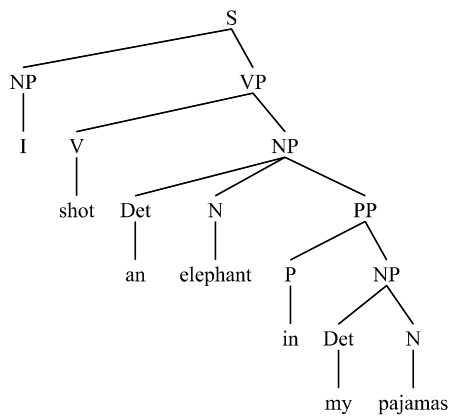 S
NP VP
I V NP
shot Det N PP
an elephant P NP
in Det N
my pajamas